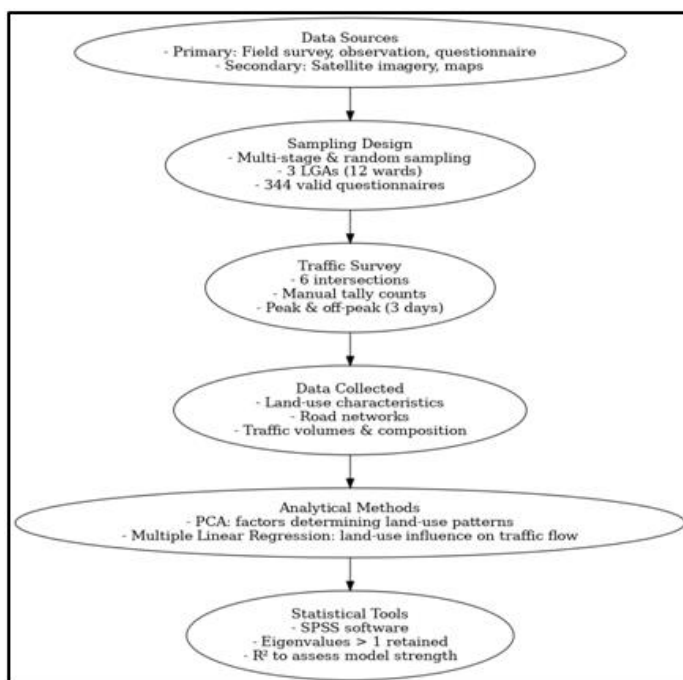 Data Sources
- Primary: Field survey, observation, questionnaire
- Secondary: Satellite imagery, maps
Sampling Design
- Multi-stage & random sampling
- 3 LGAs (12 wards)
- 344 valid questionnaires
Traffic Survey
- 6 intersections
- Manual tally counts
- Peak & off-peak (3 days)
Data Collected
- Land-use characteristics
- Road networks
- Traffic volumes & composition
Analytical Methods
- PCA: factors determining land-use patterns
- Multiple Linear Regression: land-use influence on traffic flow
Statistical Tools
- SPSS software
- Eigenvalues > 1 retained
- R² to assess model strength